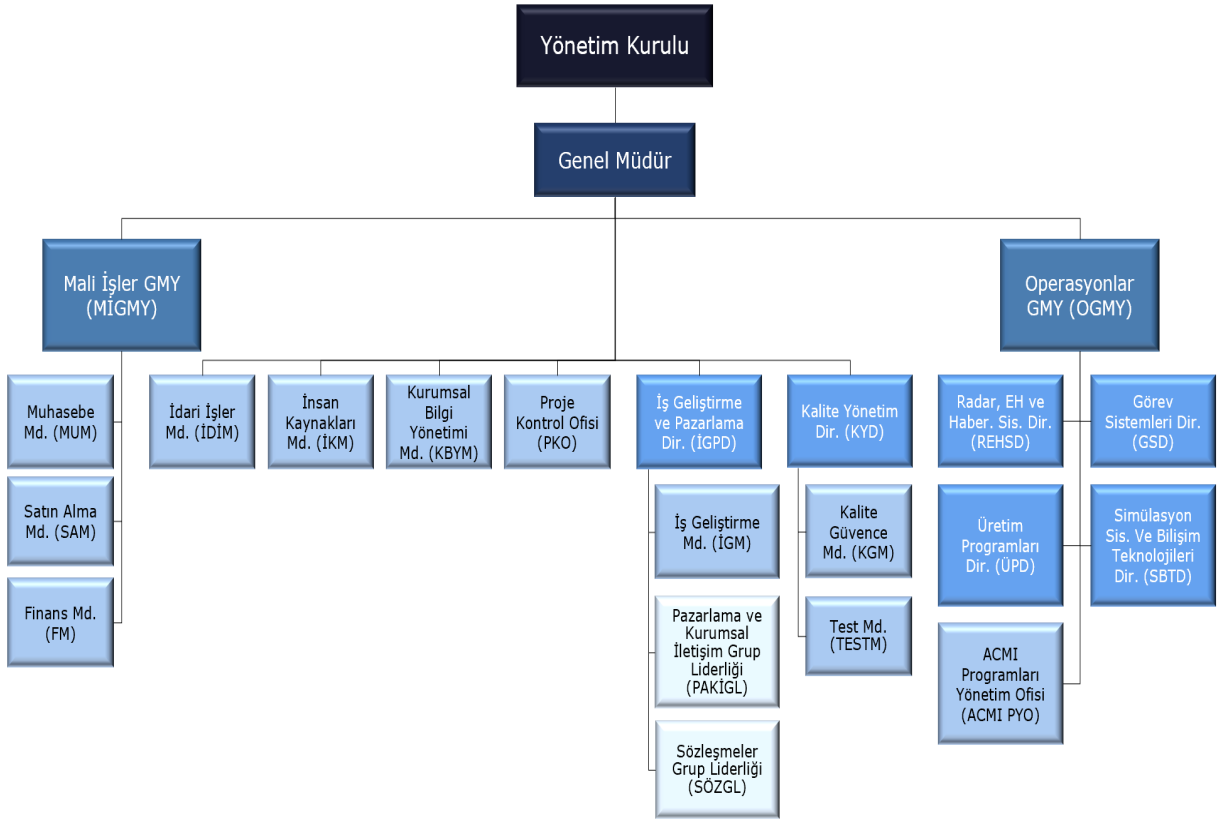 Yönetim Kurulu
Genel Müdür
Mali İşler GMY
(MİGMY)
Operasyonlar
GMY (OGMY)
Muhasebe
Md. (MUM)
Satın Alma
Md. (SAM)
Finans Md.
(FM)
İdari İşler
Md. (İDİM)
İnsan
Kaynakları
Md. (İKM)
Kurumsal
Bilgi
Yönetimi
Md. (KBYM)
Proje
Kontrol Ofisi
(PKO)
İş Geliştirme
ve Pazarlama
Dir. (İGPD)
İş Geliştirme
Md. (İGM)
Pazarlama ve
Kurumsal
İletişim Grup
Liderliği
(PAKİGL)
Sözleşmeler
Grup Liderliği
(SÖZGL)
Kalite Yönetim
Dir. (KYD)
Kalite
Güvence
Md. (KGM)
Test Md.
(TESTM)
Radar, EH ve
Haber. Sis. Dir.
(REHSD)
Görev
Sistemleri Dir.
(GSD)
Üretim
Programları
Dir. (ÜPD)
Simülasyon
Sis. Ve Bilişim
Teknolojileri
Dir. (SBTD)
ACMI
Programları
Yönetim Ofisi
(ACMI PYO)